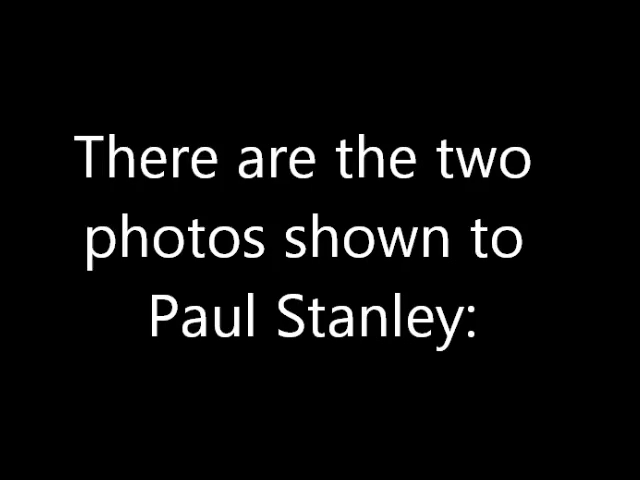 There are the two
photos shown to
Paul Stanley: